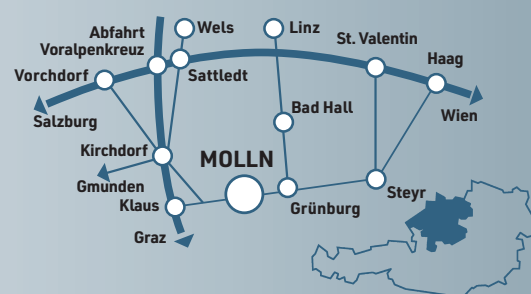 Abfahrt
Voralpenkreuz
Wels
Linz
St. Valentin
Haag
Vorchdorf
Sattledt
Salzburg
Bad Hall
Wien
Kirchdorf
MOLLN
Gmunden
Klaus
Grünburg
Steyr
Graz